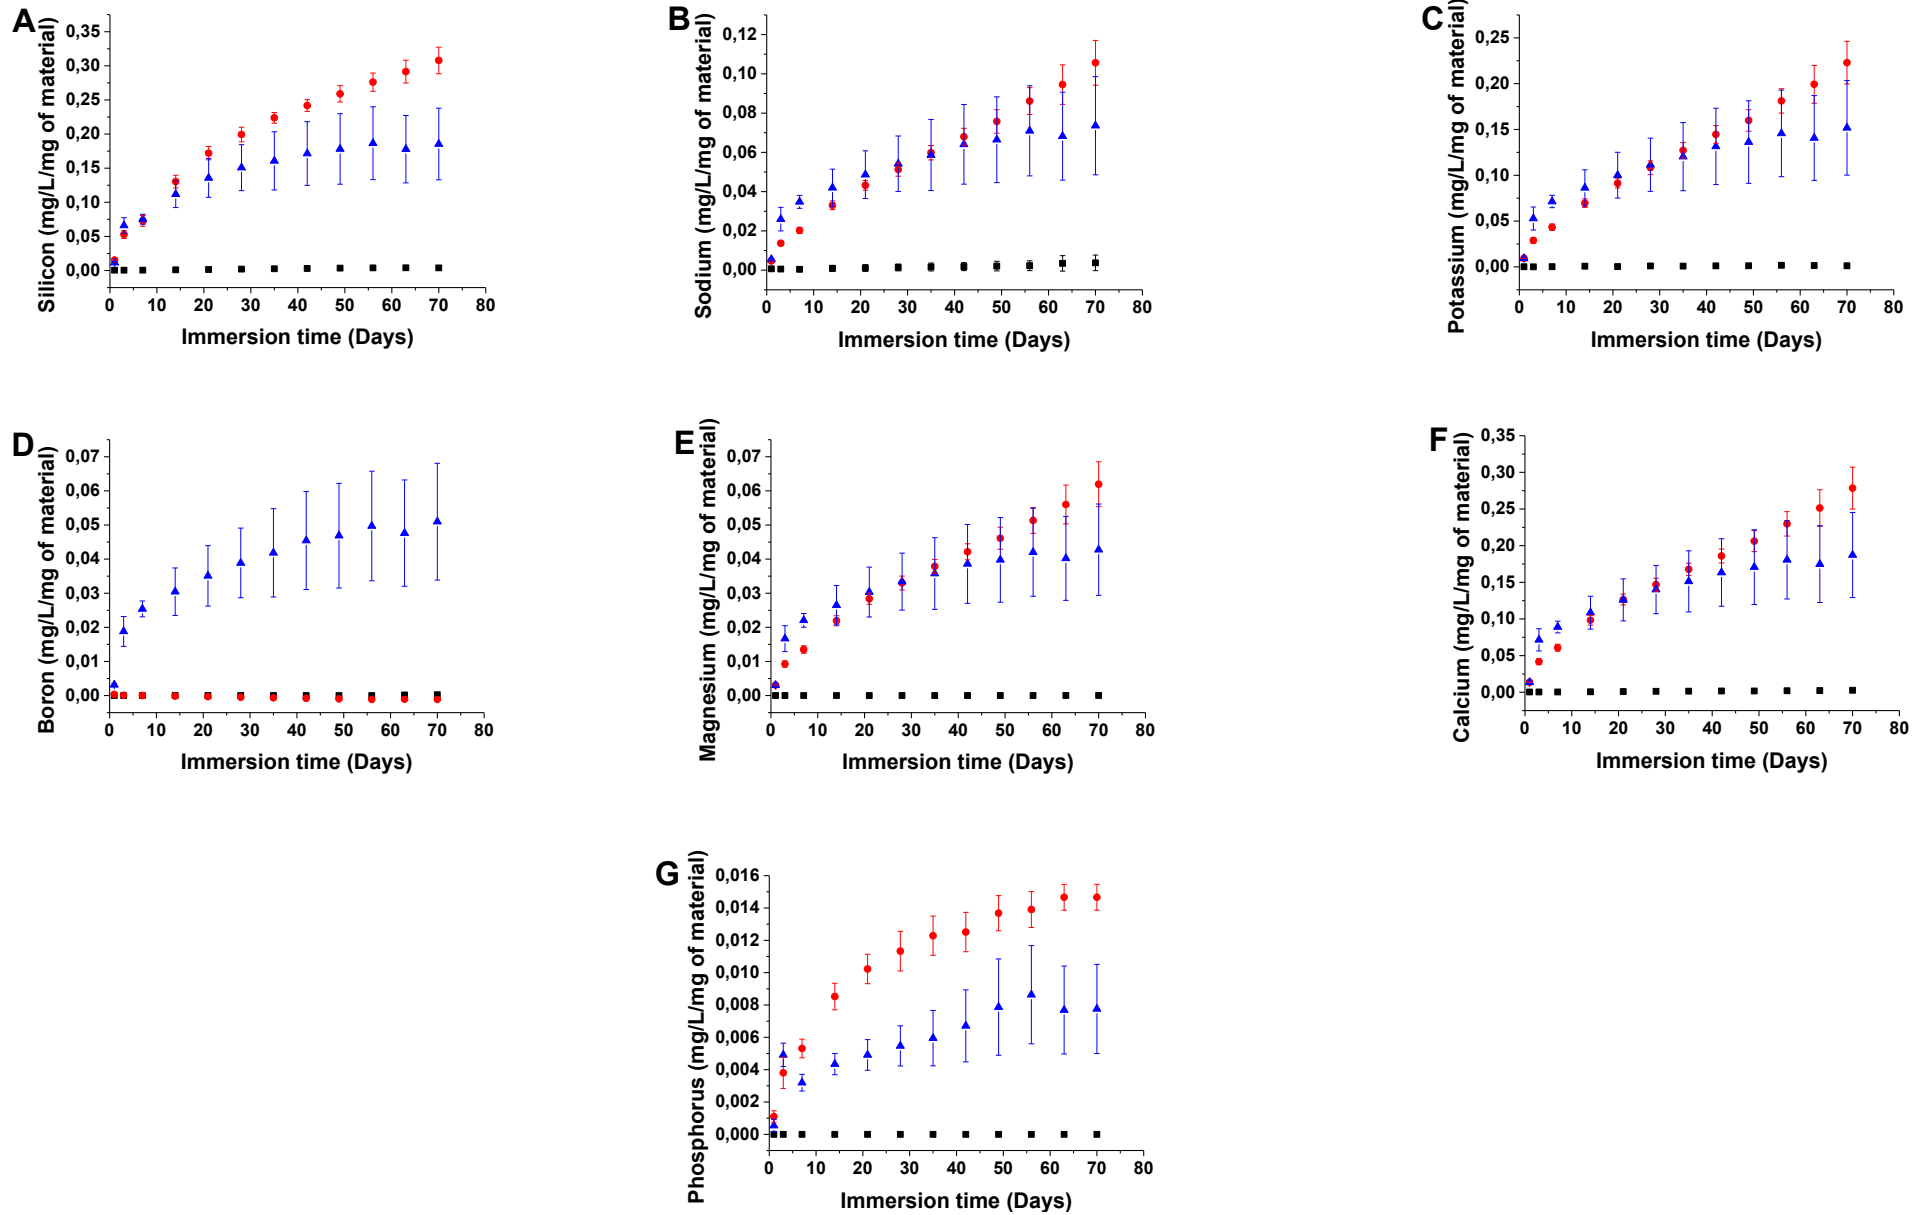 A
Silicon (mg/L/mg of material)
0,35
0,30
0,25
0,20
0,15
0,10
0,05
0,00
0 10 20 30 40 50 60 70 80
Immersion time (Days)
B
Sodium (mg/L/mg of material)
0,12
0,10
0,08
0,06
0,04
0,02
0,00
0 10 20 30 40 50 60 70 80
Immersion time (Days)
C
Potassium (mg/L/mg of material)
0,25
0,20
0,15
0,10
0,05
0,00
0 10 20 30 40 50 60 70 80
Immersion time (Days)
D
Boron (mg/L/mg of material)
0,07
0,06
0,05
0,04
0,03
0,02
0,01
0,00
0 10 20 30 40 50 60 70 80
Immersion time (Days)
E
Magnesium (mg/L/mg of material)
0,07
0,06
0,05
0,04
0,03
0,02
0,01
0,00
0 10 20 30 40 50 60 70 80
Immersion time (Days)
F
Calcium (mg/L/mg of material)
0,35
0,30
0,25
0,20
0,15
0,10
0,05
0,00
0 10 20 30 40 50 60 70 80
Immersion time (Days)
G
Phosphorus (mg/L/mg of material)
0,016
0,014
0,012
0,010
0,008
0,006
0,004
0,002
0,000
0 10 20 30 40 50 60 70 80
Immersion time (Days)